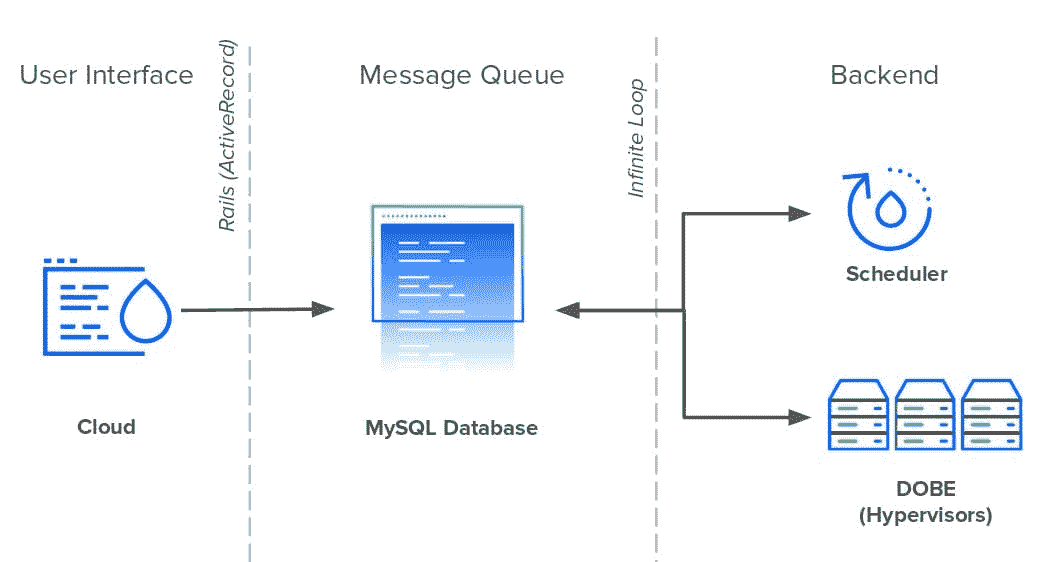 User Interface
Rails (ActiveRecord)
Message Queue
Infinite Loop
Backend
Cloud
MySQL Database
Scheduler
DOBE
(Hypervisors)